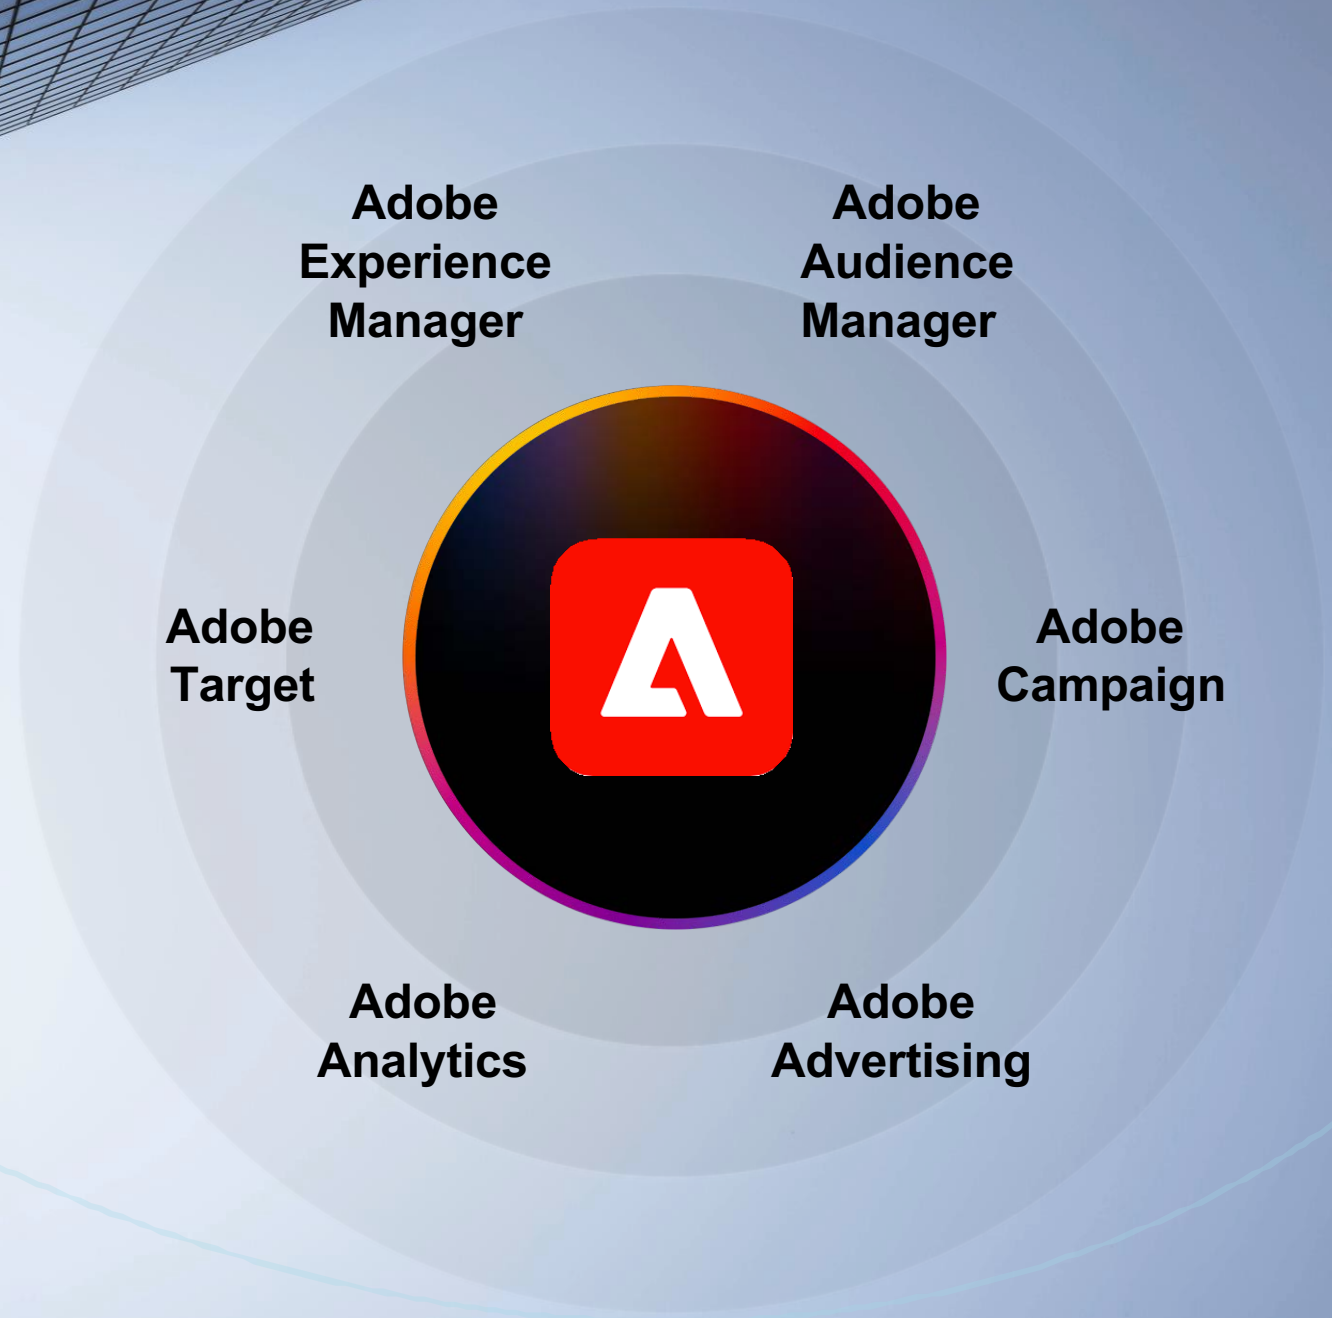 Adobe
Experience
Manager
Adobe
Audience
Manager
Adobe
Target
Adobe
Campaign
Adobe
Analytics
Adobe
Advertising